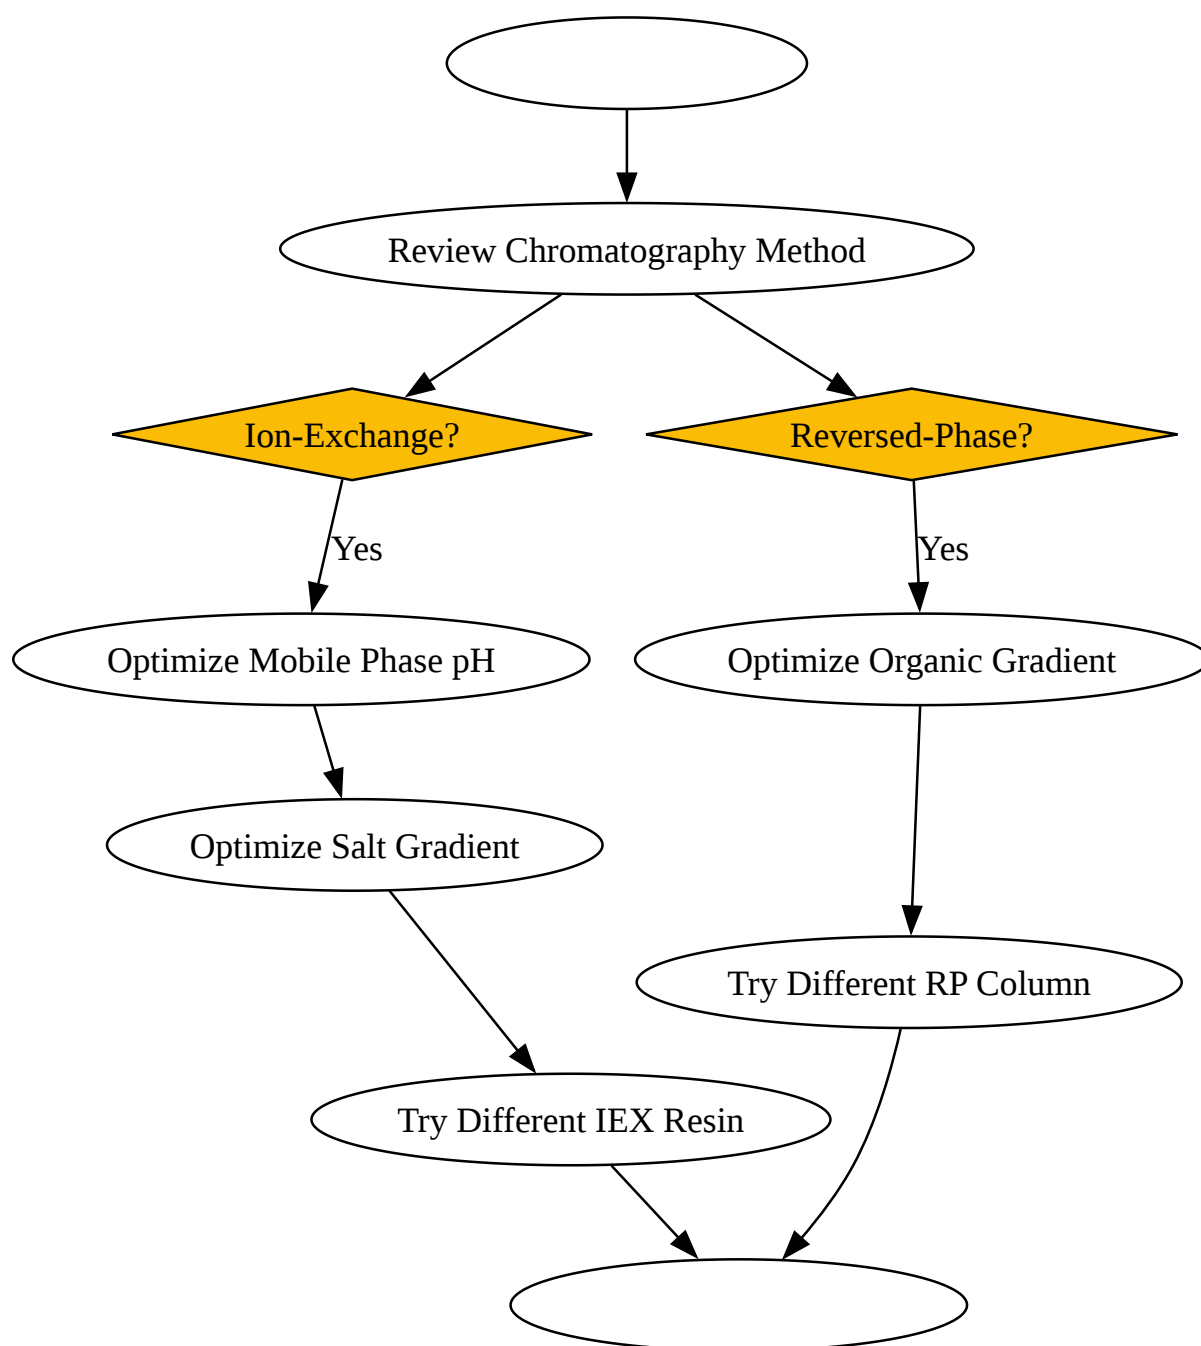 Review Chromatography Method
Ion-Exchange?
Reversed-Phase?
Yes
Yes
Optimize Mobile Phase pH
Optimize Organic Gradient
Optimize Salt Gradient
Try Different RP Column
Try Different IEX Resin